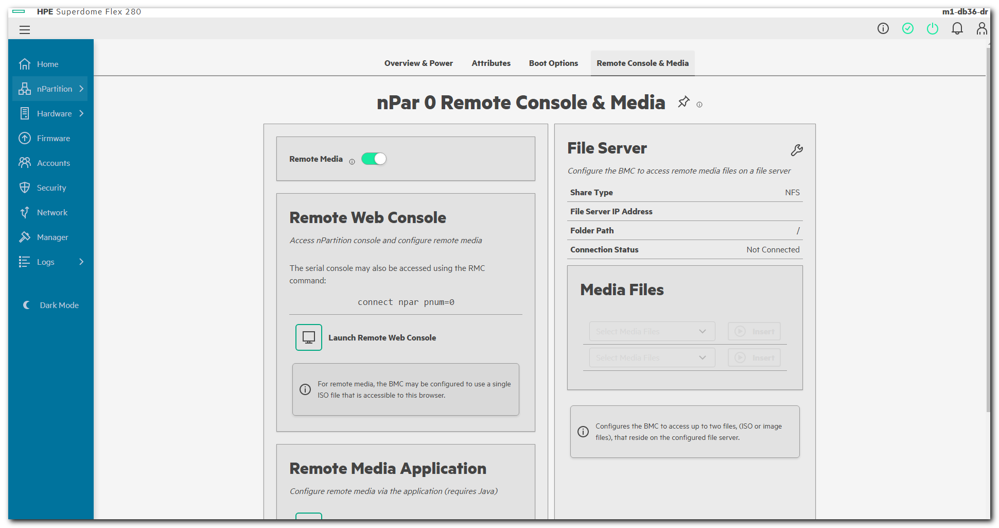 HPE Superdome Flex 280
m1-db36-dr
Home
nPartition
Hardware
Firmware
Accounts
Security
Network
Manager
Logs
Dark Mode
Overview & Power
Attributes
Boot Options
Remote Console & Media
nPar 0 Remote Console & Media
Remote Media
Remote Web Console
Access nPartition console and configure remote media
The serial console may also be accessed using the RMC
command:
connect npar pnum=0
Launch Remote Web Console
For remote media, the BMC may be configured to use a single
ISO file that is accessible to this browser.
Remote Media Application
Configure remote media via the application (requires Java)
File Server
Configure the BMC to access remote media files on a file server
Share Type NFS
File Server IP Address
Folder Path /
Connection Status Not Connected
Media Files
Select Media Files Insert
Select Media Files Insert
Configures the BMC to access up to two files, (ISO or image
files), that reside on the configured file server.